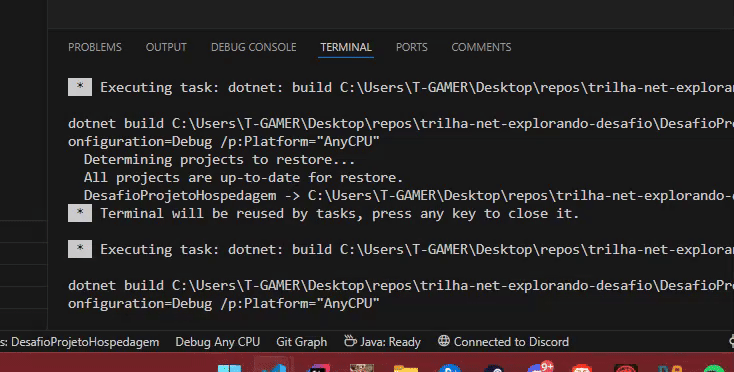 PROBLEMS OUTPUT DEBUG CONSOLE TERMINAL PORTS COMMENTS
* Executing task: dotnet: build C:\Users\T-GAMER\Desktop\repos\trilha-net-exploran
dotnet build C:\Users\T-GAMER\Desktop\repos\trilha-net-explorando-desafio\DesafioPro
onfiguration=Debug /p:Platform="AnyCPU"
Determining projects to restore...
All projects are up-to-date for restore.
DesafioProjetoHospedagem -> C:\Users\T-GAMER\Desktop\repos\trilha-net-explorando-
* Terminal will be reused by tasks, press any key to close it.
* Executing task: dotnet: build C:\Users\T-GAMER\Desktop\repos\trilha-net-exploran
dotnet build C:\Users\T-GAMER\Desktop\repos\trilha-net-explorando-desafio\DesafioPro
onfiguration=Debug /p:Platform="AnyCPU"
s: DesafioProjetoHospedagem Debug Any CPU Git Graph Java: Ready Connected to Discord
9+